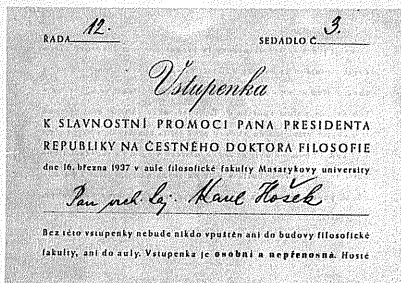 ŘADA 12. SEDADLO Č. 3.
Vstupenka
K SLAVNOSTNÍ PROMOCI PANA PRESIDENTA
REPUBLIKY NA ČESTNÉHO DOKTORA FILOSOFIE
dne 16. března 1937 v aule filosofické fakulty Masarykovy university
Pan vrch. taj. Karel Hošek
Bez této vstupenky nebude nikdo vpuštěn ani do budovy filosofické
fakulty, ani do auly. Vstupenka je osobní a nepřenosná. Hosté